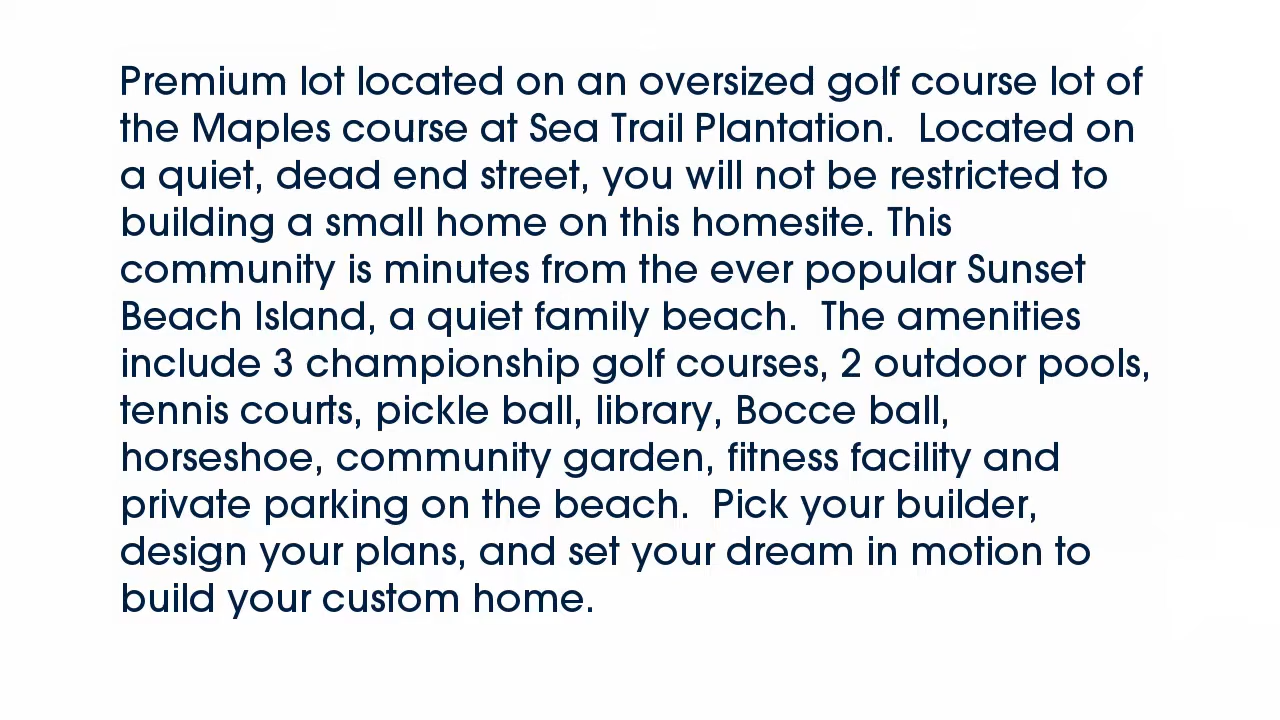 Premium lot located on an oversized golf course lot of
the Maples course at Sea Trail Plantation.  Located on
a quiet, dead end street, you will not be restricted to
building a small home on this homesite. This
community is minutes from the ever popular Sunset
Beach Island, a quiet family beach.  The amenities
include 3 championship golf courses, 2 outdoor pools,
tennis courts, pickle ball, library, Bocce ball,
horseshoe, community garden, fitness facility and
private parking on the beach.  Pick your builder,
design your plans, and set your dream in motion to
build your custom home.